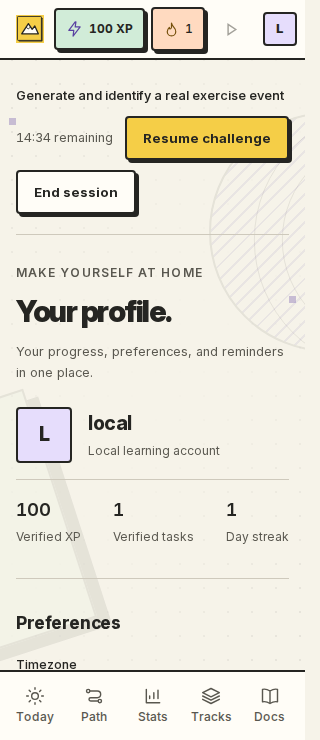 100 XP
1
L
Generate and identify a real exercise event
14:34 remaining
Resume challenge
End session
MAKE YOURSELF AT HOME
Your profile.
Your progress, preferences, and reminders
in one place.
L
local
Local learning account
100
1
1
Verified XP
Verified tasks
Day streak
Preferences
Timezone
Today
Path
Stats
Tracks
Docs